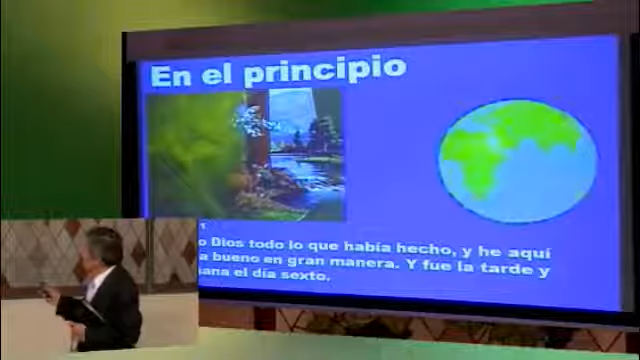 En el principio
Dios todo lo que había hecho, y he aquí
bueno en gran manera. Y fue la tarde y
el día sexto.